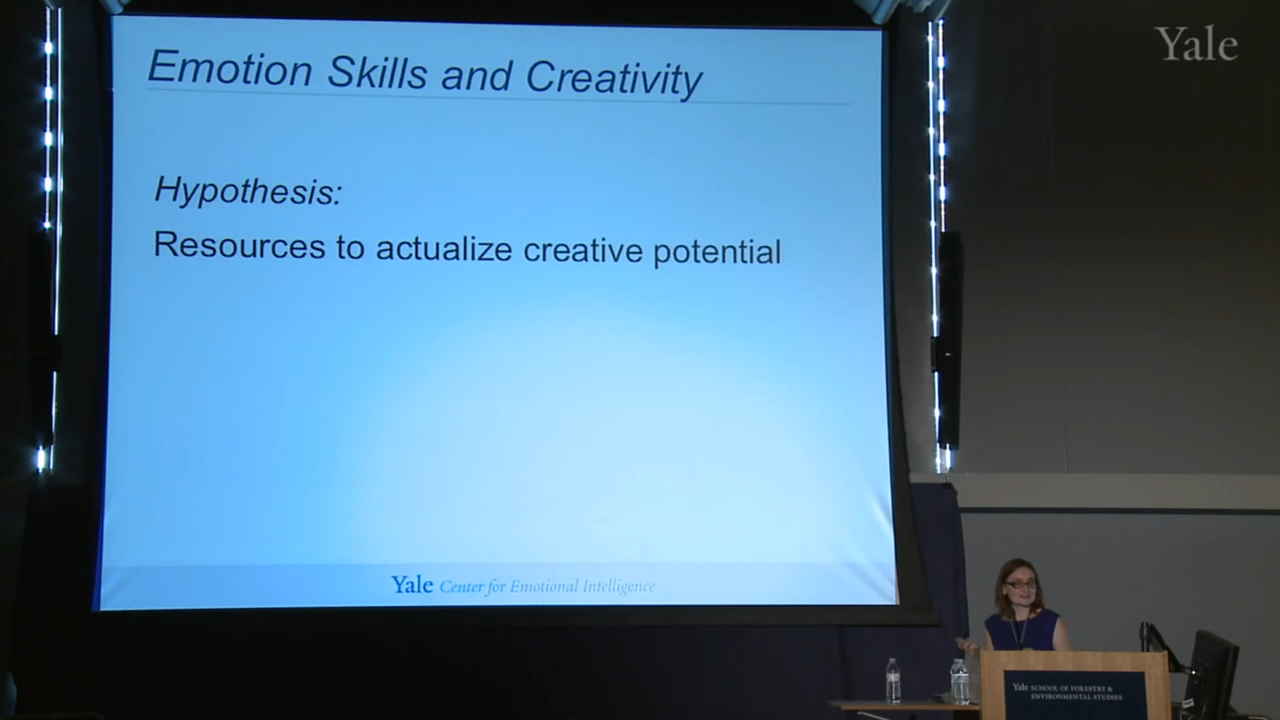 Yale
Emotion Skills and Creativity
Hypothesis:
Resources to actualize creative potential
Yale Center for Emotional Intelligence
Yale SCHOOL OF FORESTRY &
ENVIRONMENTAL STUDIES